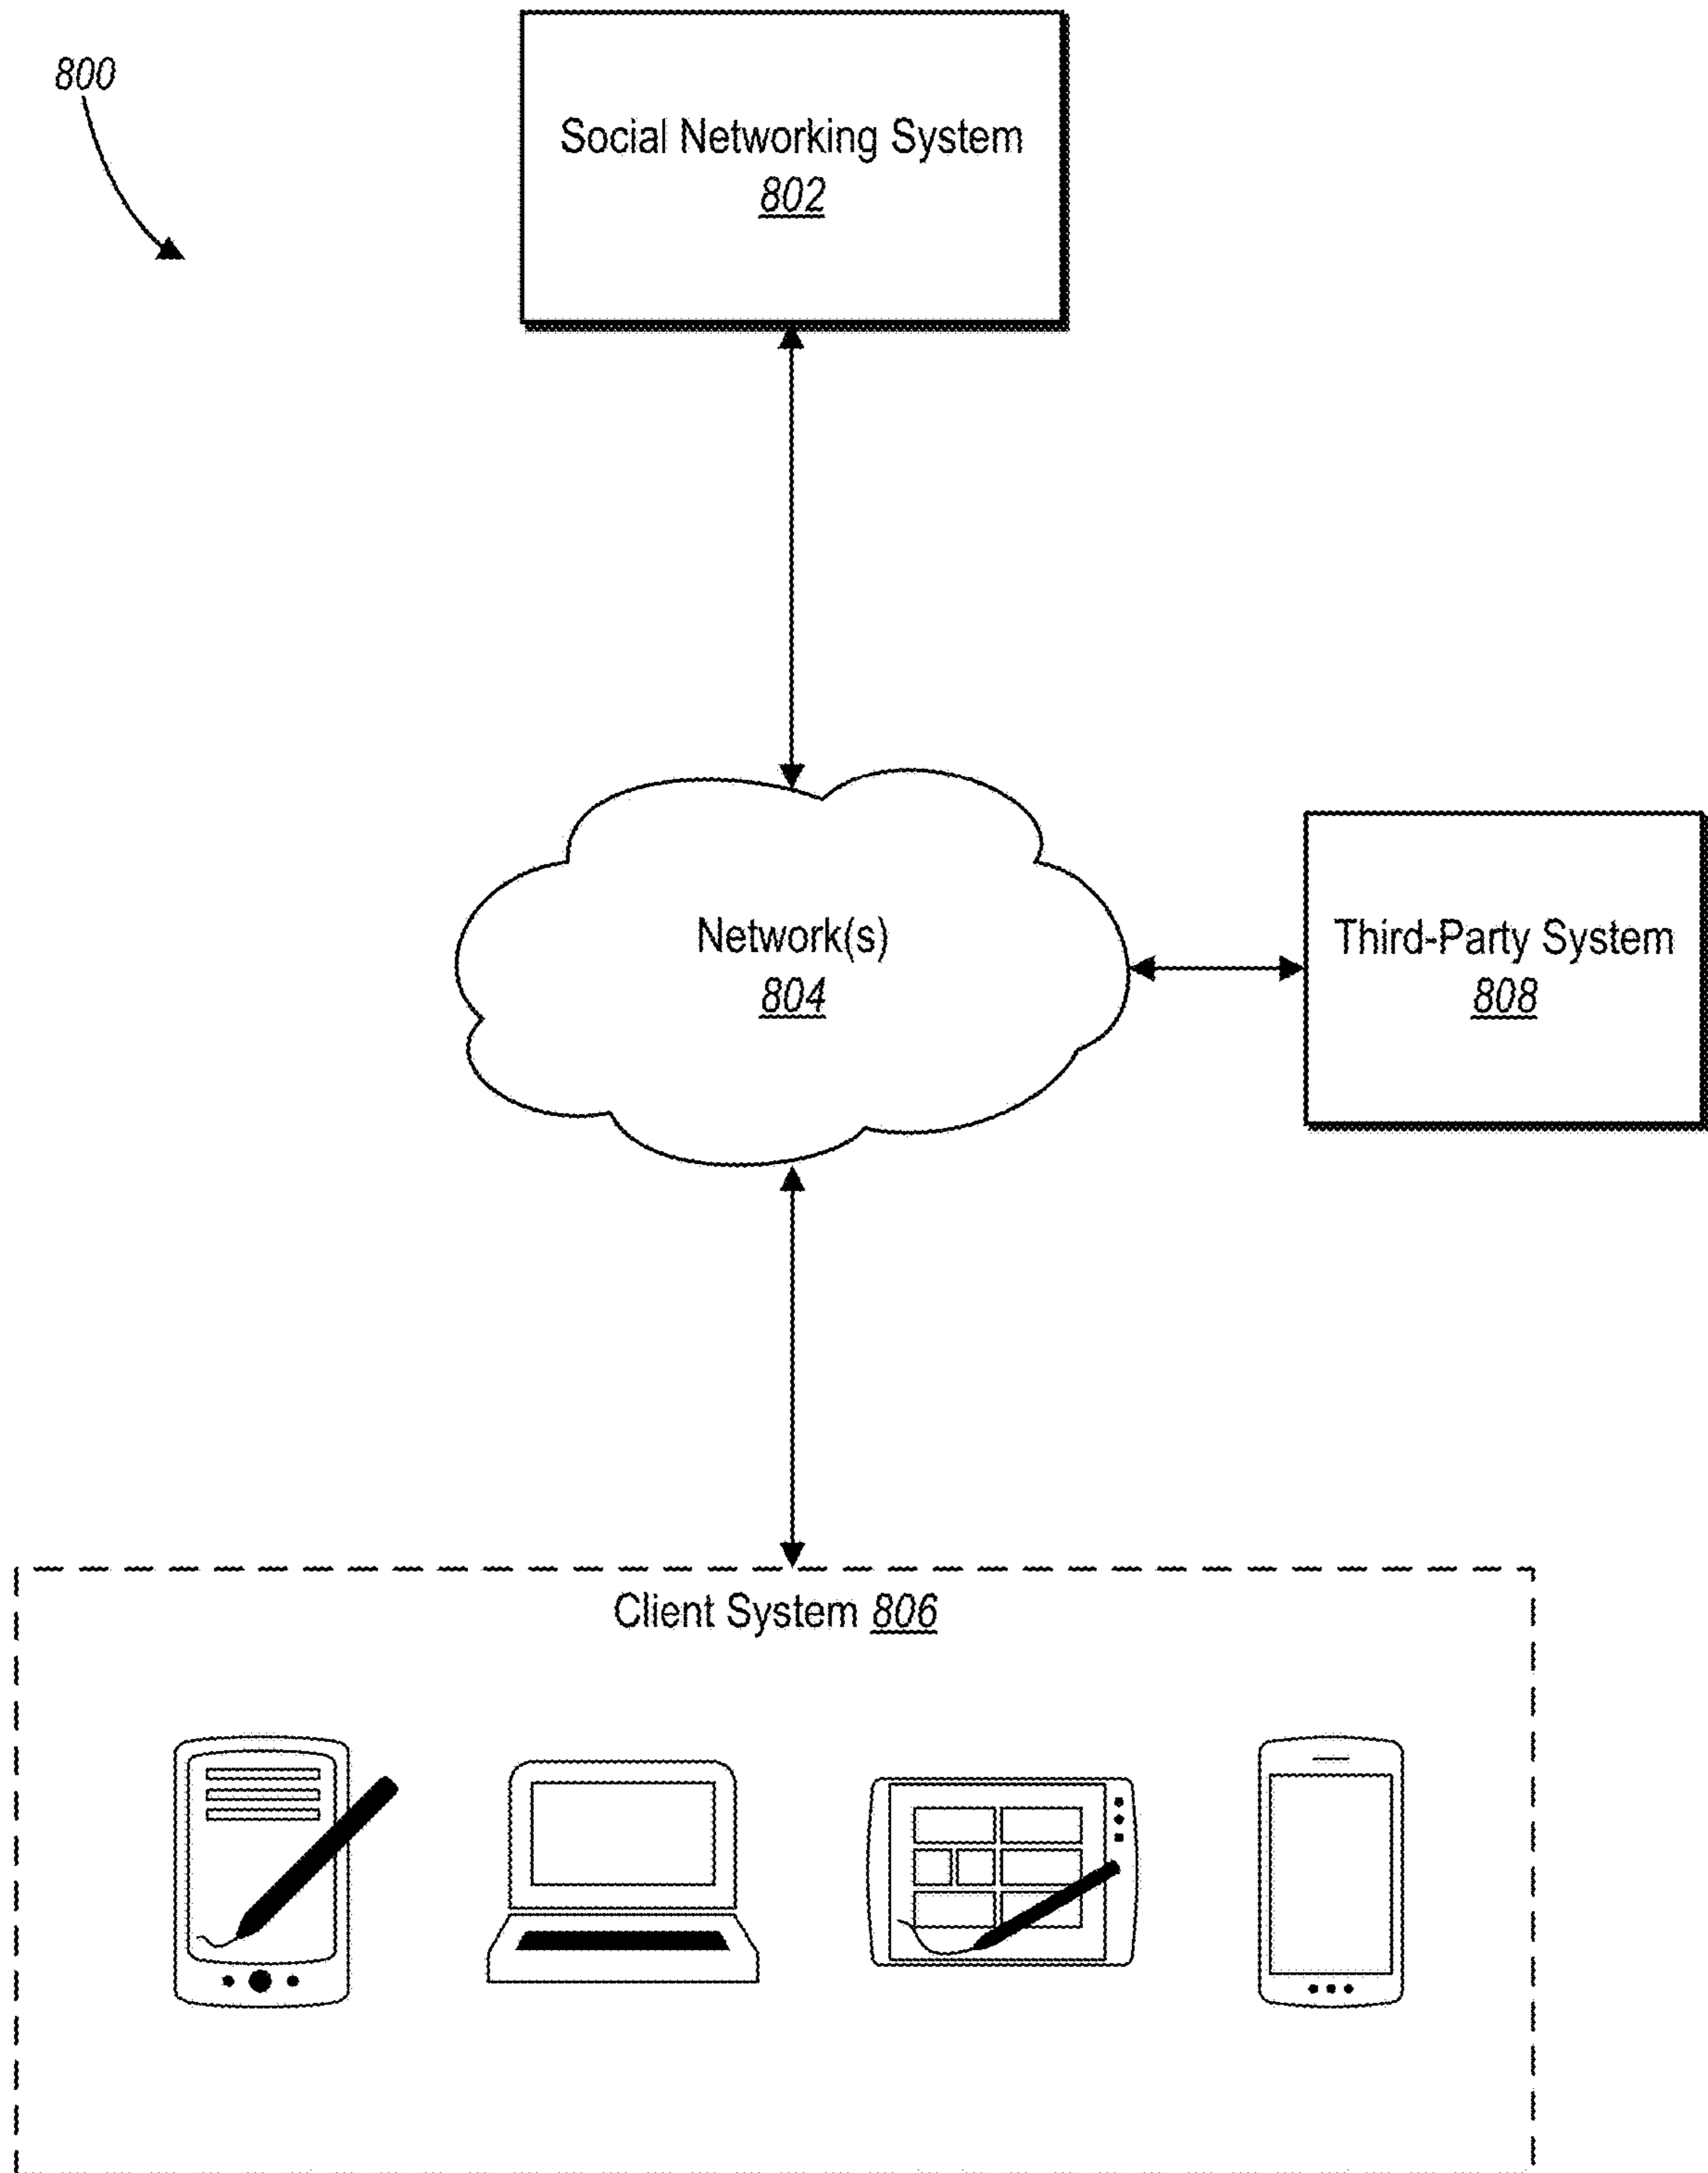 800
Social Networking System
802
Network(s)
804
Third-Party System
808
Client System 806